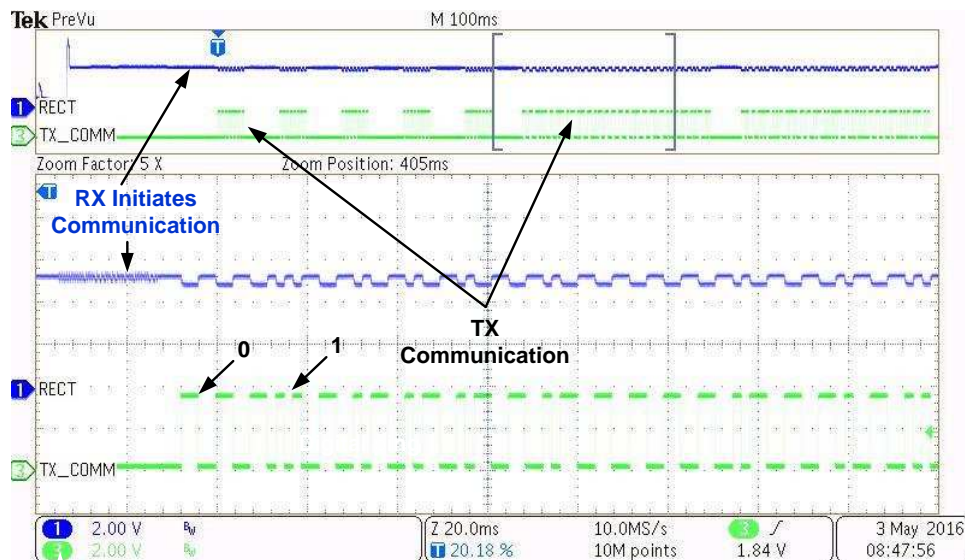 Tek PreVu M 100ms
T
1 RECT
3 TX_COMM
Zoom Factor: 5 X Zoom Position: 405ms
T
RX Initiates
Communication
TX
Communication
0
1
1 RECT
3 TX_COMM
1 2.00 V BW
3 2.00 V BW
Z 20.0ms
T 20.18 %
10.0MS/s
10M points
3
1.84 V
3 May 2016
08:47:56